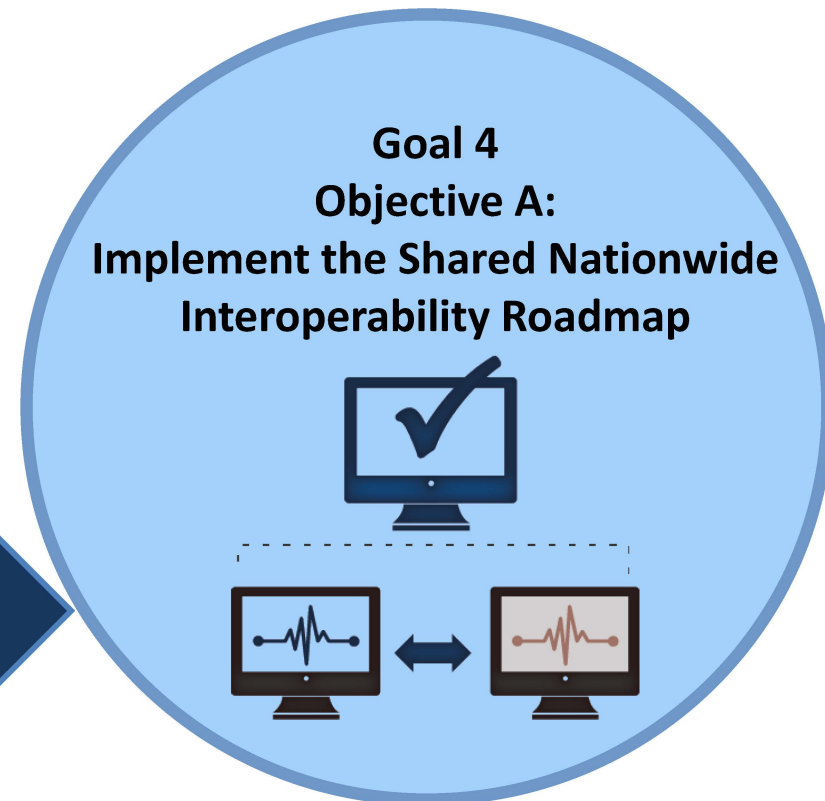 Goal 4
Objective A:
Implement the Shared Nationwide
Interoperability Roadmap